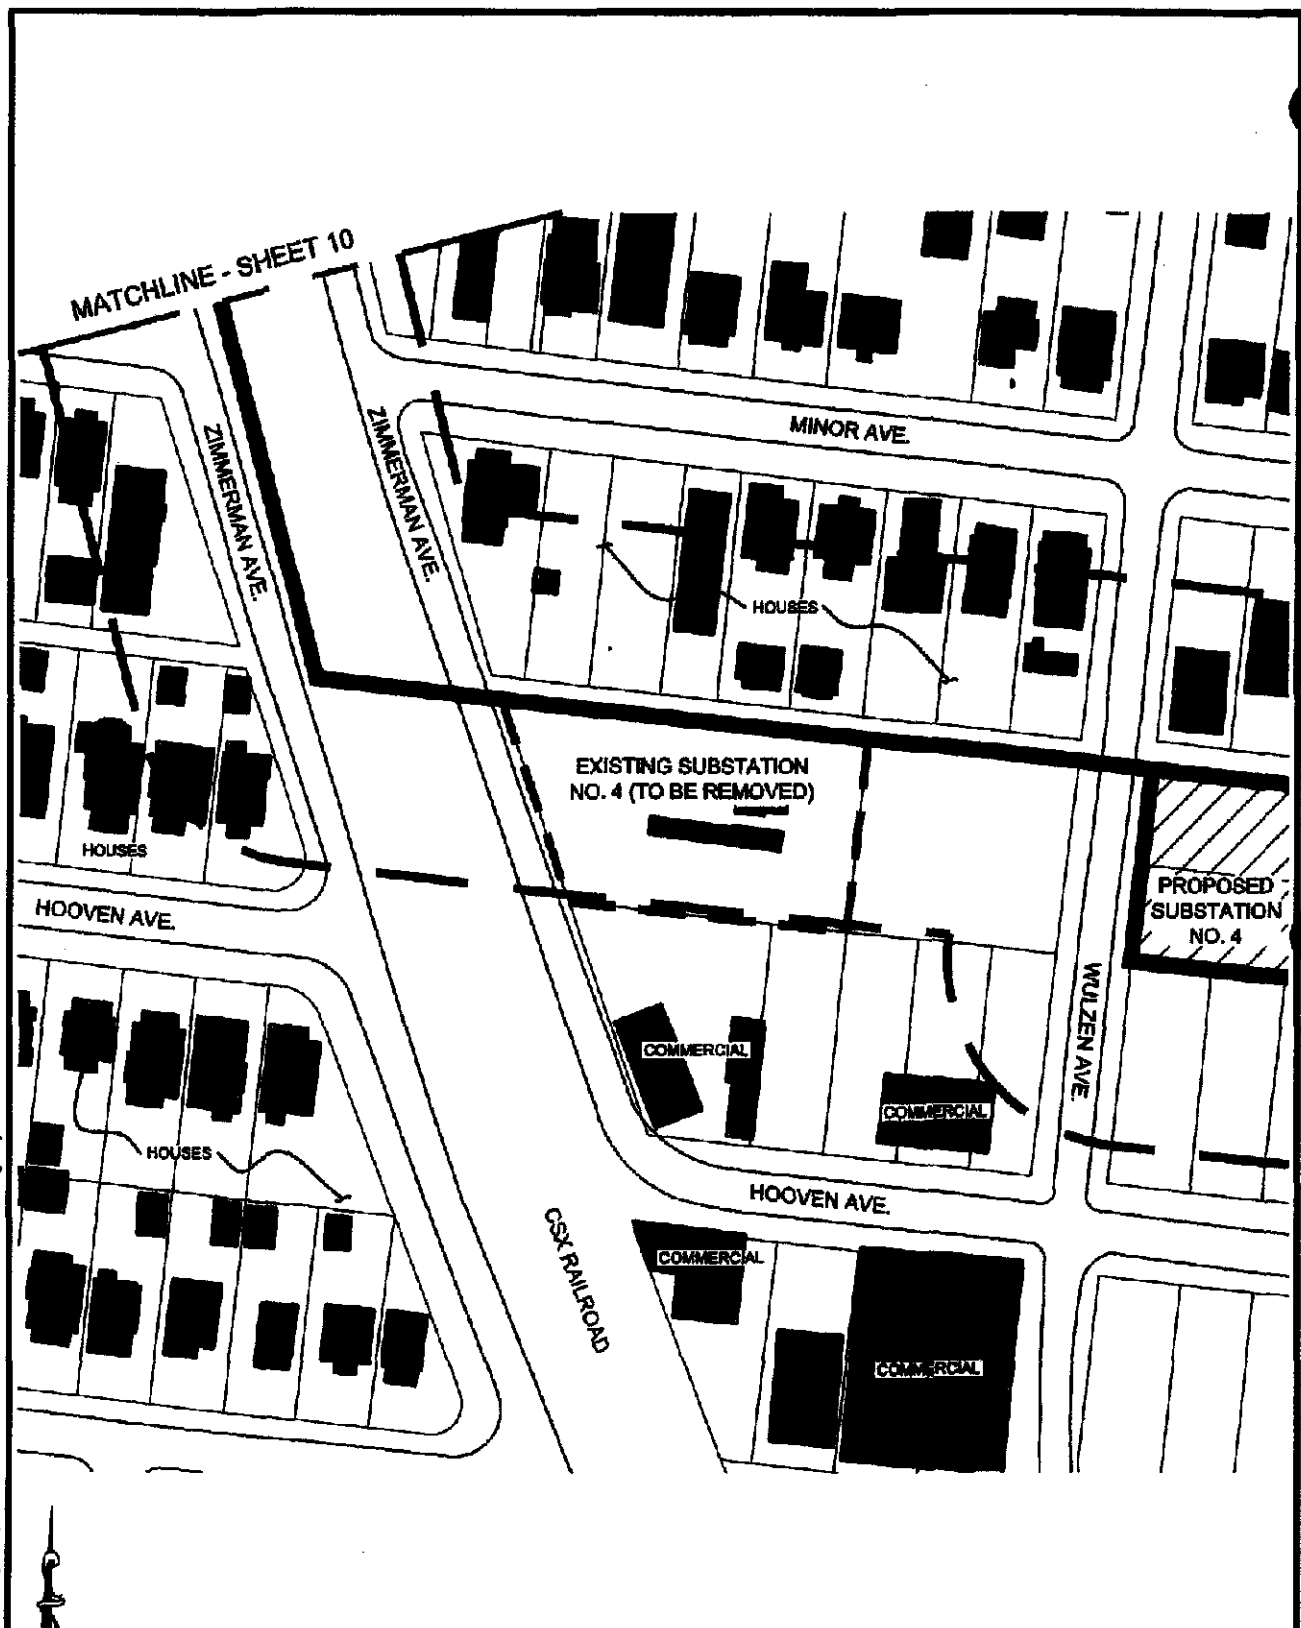 MATCHLINE - SHEET 10
ZIMMERMAN AVE.
ZIMMERMAN AVE.
MINOR AVE.
HOUSES
EXISTING SUBSTATION
NO. 4 (TO BE REMOVED)
HOUSES
HOOVEN AVE.
PROPOSED
SUBSTATION
NO. 4
WULZEN AVE.
COMMERCIAL
COMMERCIAL
HOUSES
HOOVEN AVE.
CSX RAILROAD
COMMERCIAL
COMMERCIAL